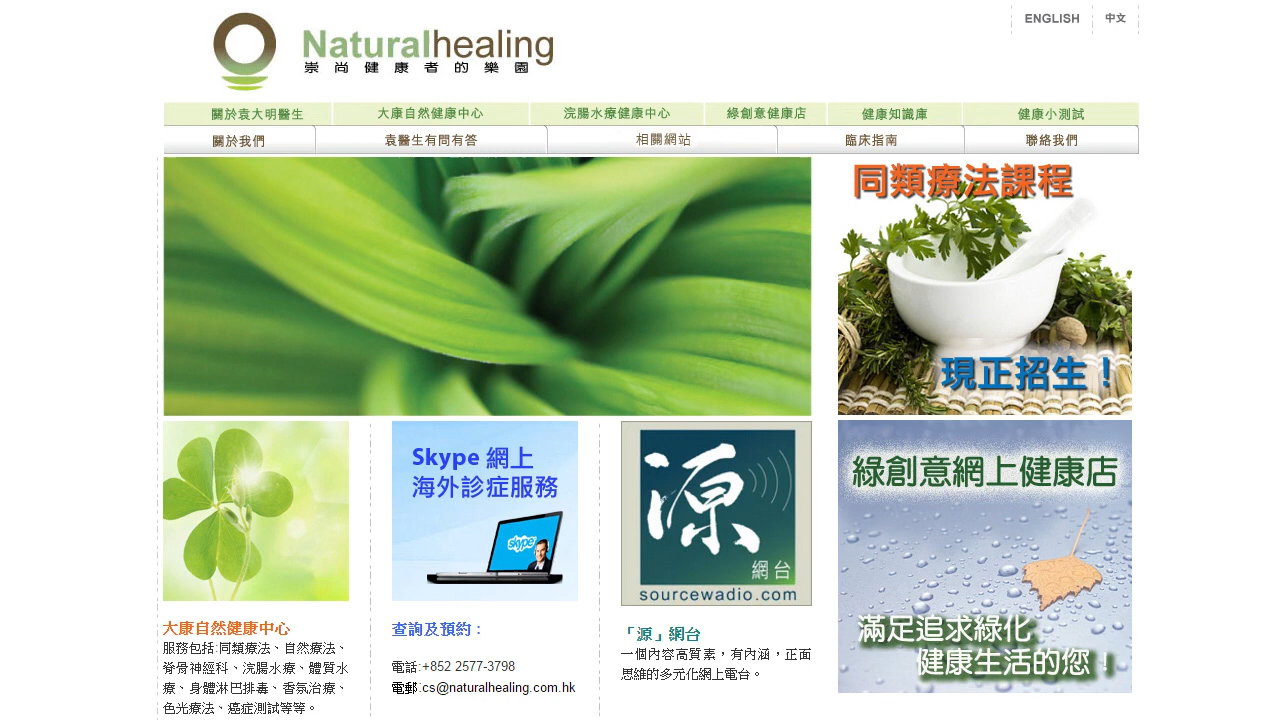 ENGLISH 中文
Naturalhealing
崇尚健康者的樂園
關於袁大明醫生 大康自然健康中心 浣腸水療健康中心 綠創意健康店 健康知識庫 健康小測試
關於我們 袁醫生有問有答 相關網站 臨床指南 聯絡我們
同類療法課程
現正招生！
Skype 網上
海外診症服務
skype
源
網台
sourcewadio.com
綠創意網上健康店
滿足追求綠化
健康生活的您！
大康自然健康中心
服務包括:同類療法、自然療法、
脊骨神經科、浣腸水療、體質水
療、身體淋巴排毒、香氛治療、
色光療法、癌症測試等等。
查詢及預約：
電話:+852 2577-3798
電郵:cs@naturalhealing.com.hk
「源」網台
一個內容高質素，有內涵，正面
思維的多元化網上電台。